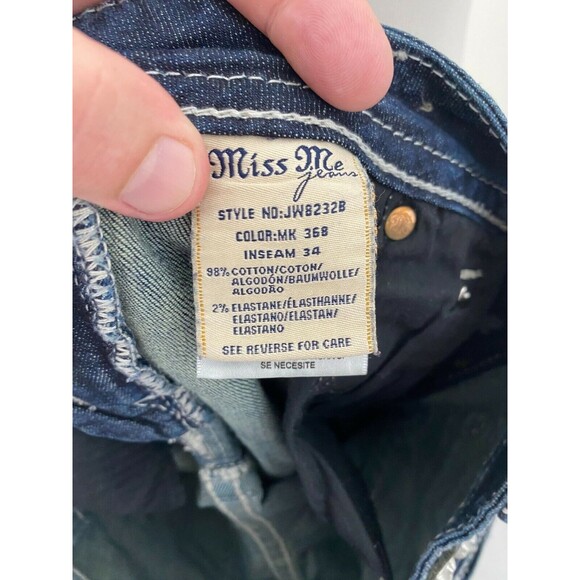 Miss Me
jeans
STYLE NO:JW8232B
COLOR:MK 368
INSEAM 34
98% COTTON/COTON/
ALGODÓN/BAUMWOLLE/
ALGODÃO
2% ELASTANE/ÉLASTHANNE/
ELASTANO/ELASTAN/
ELASTANO
SEE REVERSE FOR CARE
SE NECESITE